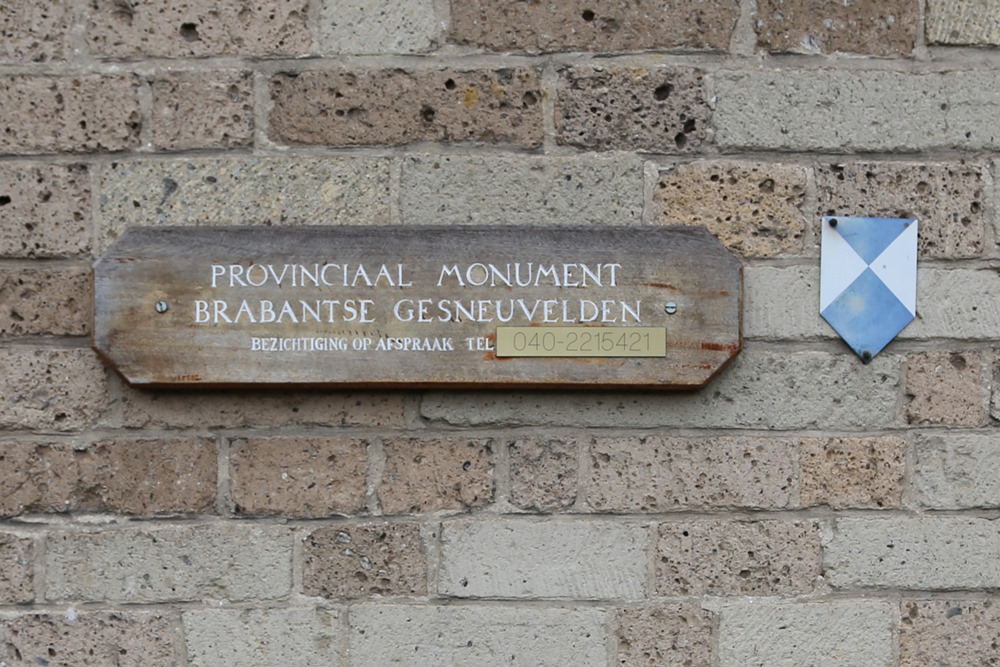 PROVINCIAAL MONUMENT
BRABANTSE GESNEUVELDEN
BEZICHTIGING OP AFSPRAAK TEL 040-2215421